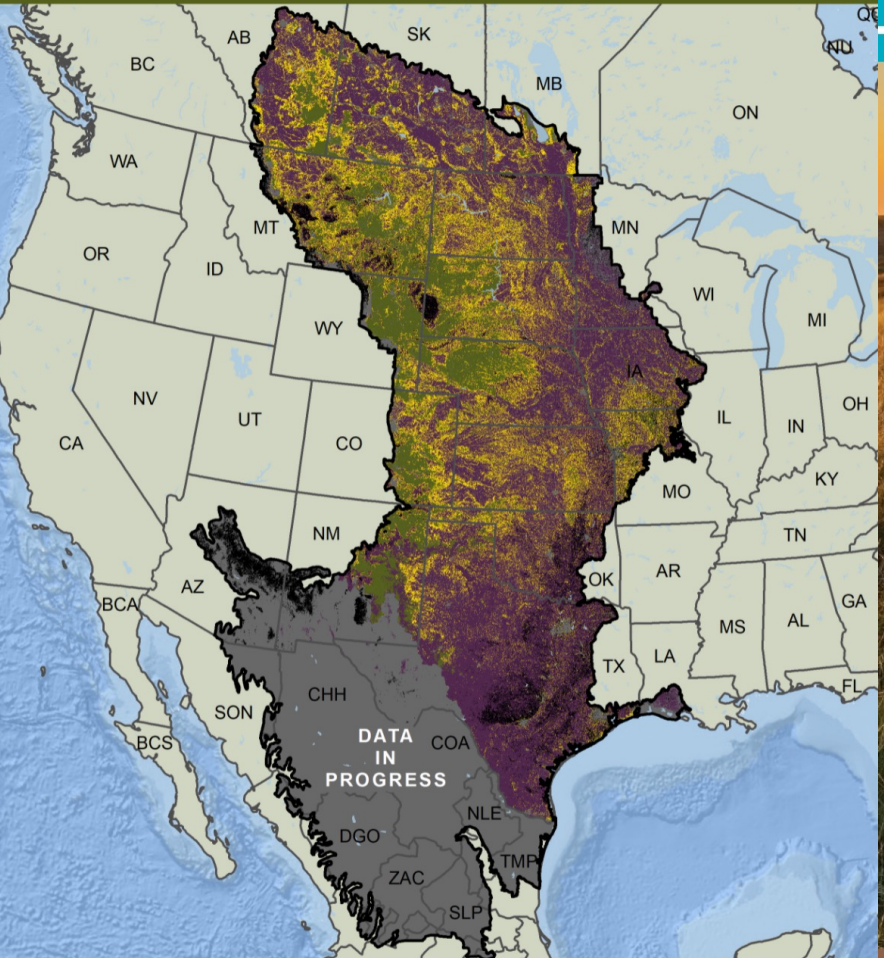 AB
SK
QC
NU
BC
MB
ON
WA
MT
MN
OR
ID
WI
MI
WY
IA
NV
UT
CO
IL
IN
OH
CA
MO
KY
NM
TN
AZ
OK
AR
BCA
MS
AL
GA
TX
LA
FL
CHH
SON
BCS
DATA
IN
PROGRESS
COA
NLE
DGO
TMP
ZAC
SLP